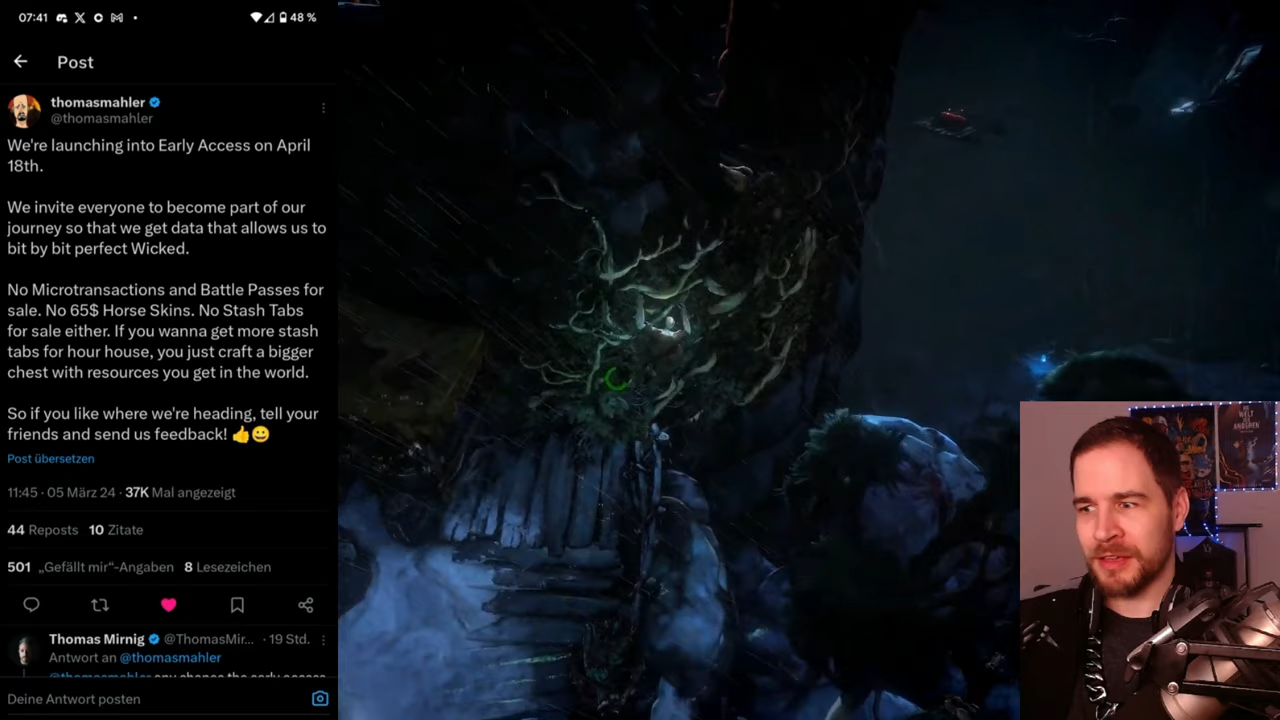 07:41
48 %
Post
thomasmahler
@thomasmahler
We're launching into Early Access on April
18th.
We invite everyone to become part of our
journey so that we get data that allows us to
bit by bit perfect Wicked.
No Microtransactions and Battle Passes for
sale. No 65$ Horse Skins. No Stash Tabs
for sale either. If you wanna get more stash
tabs for hour house, you just craft a bigger
chest with resources you get in the world.
So if you like where we're heading, tell your
friends and send us feedback! 👍😀
Post übersetzen
11:45 · 05 März 24 · 37K Mal angezeigt
44 Reposts 10 Zitate
501 „Gefällt mir“-Angaben 8 Lesezeichen
Thomas Mirnig @ThomasMir... · 19 Std.
Antwort an @thomasmahler
Deine Antwort posten
WELT